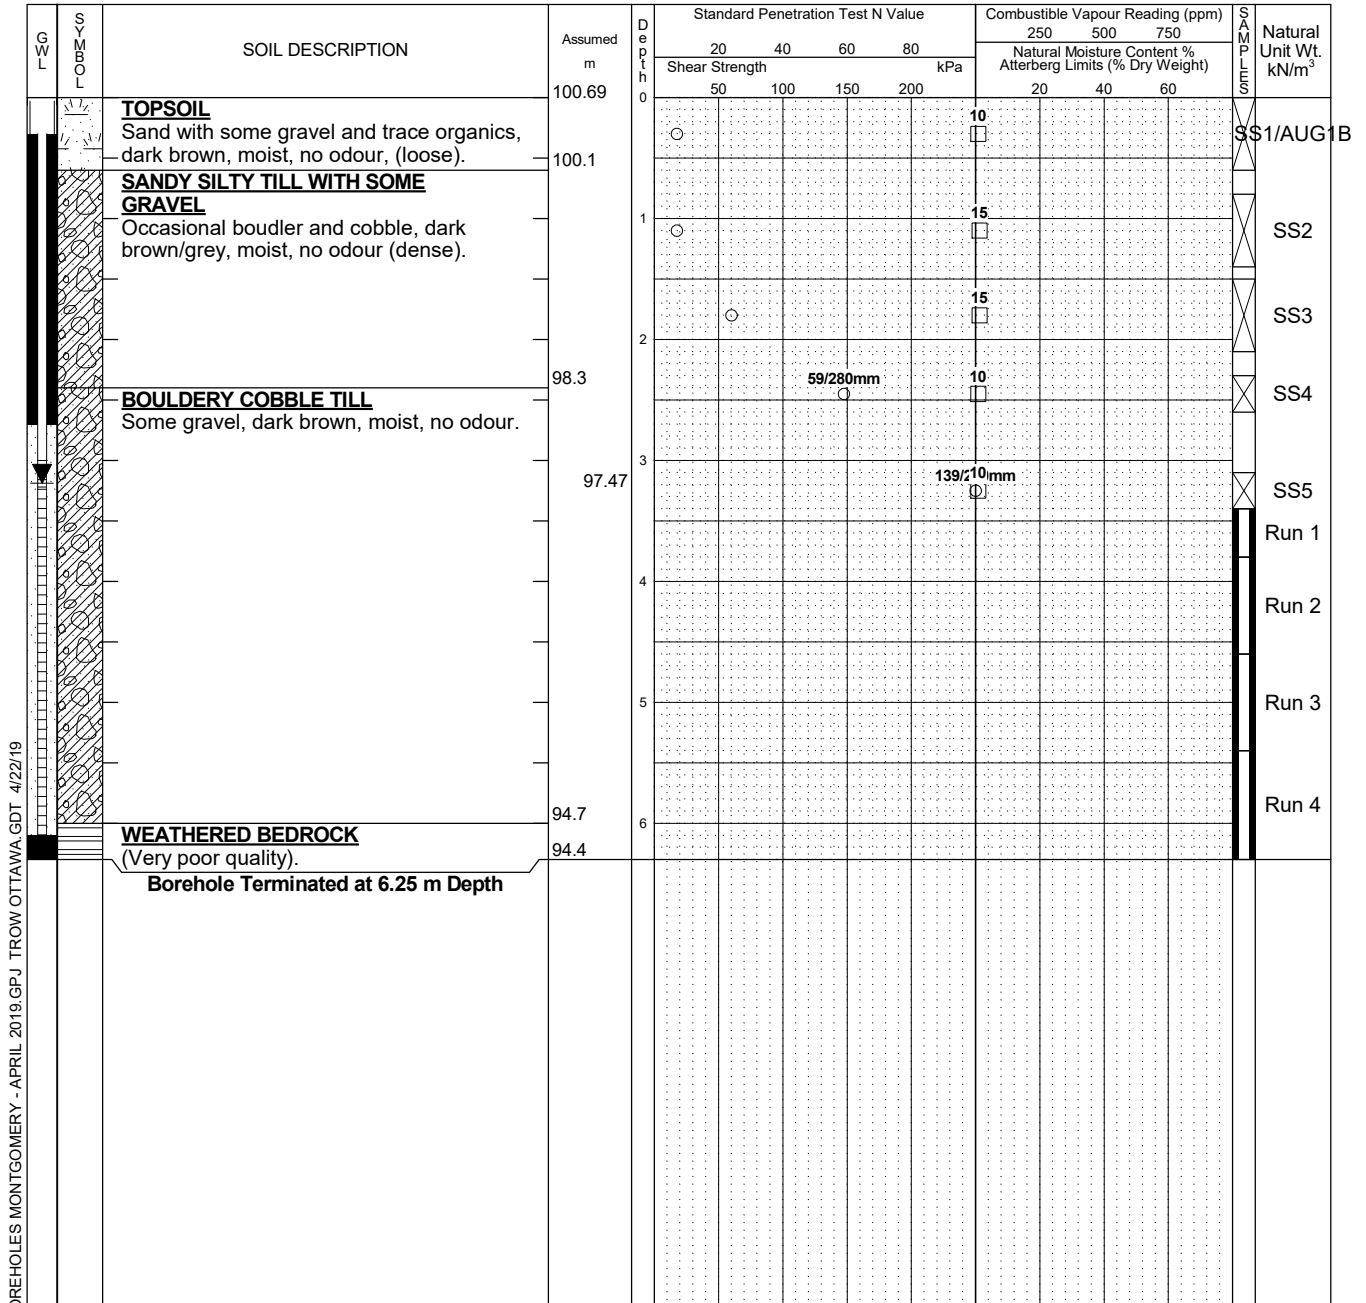 GWL
SYMBOL
SOIL DESCRIPTION
Assumed
m
100.69
Depth
Standard Penetration Test N Value
20 40 60 80
Shear Strength kPa
50 100 150 200
Combustible Vapour Reading (ppm)
250 500 750
Natural Moisture Content %
Atterberg Limits (% Dry Weight)
20 40 60
SAMPLES
Natural
Unit Wt.
kN/m³
0
TOPSOIL
Sand with some gravel and trace organics,
dark brown, moist, no odour, (loose).
100.1
10
SS1/AUG1B
SANDY SILTY TILL WITH SOME
GRAVEL
Occasional boudler and cobble, dark
brown/grey, moist, no odour (dense).
1
15
SS2
15
SS3
2
98.3
59/280mm
10
SS4
BOULDERY COBBLE TILL
Some gravel, dark brown, moist, no odour.
3
97.47
10
SS5
Run 1
4
Run 2
5
Run 3
Run 4
94.7
6
WEATHERED BEDROCK
(Very poor quality).
94.4
Borehole Terminated at 6.25 m Depth
MONTGOMERY - APRIL 2019.GPJ TROW OTTAWA.GDT 4/22/19